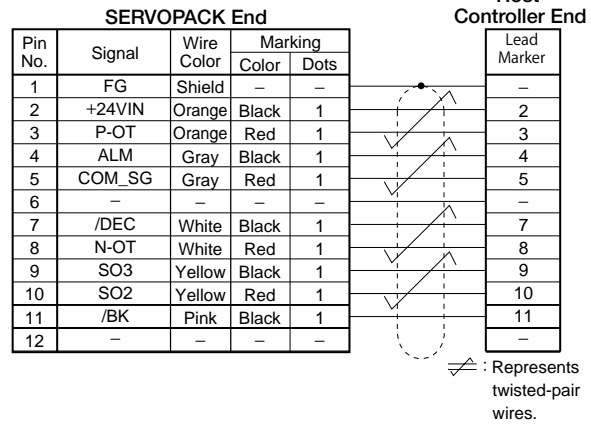 Host
SERVOPACK End Controller End
Pin No. Signal Wire Color Marking Lead Marker
Color Dots
1 FG Shield – – –
2 +24VIN Orange Black 1 2
3 P-OT Orange Red 1 3
4 ALM Gray Black 1 4
5 COM_SG Gray Red 1 5
6 – – – – –
7 /DEC White Black 1 7
8 N-OT White Red 1 8
9 SO3 Yellow Black 1 9
10 SO2 Yellow Red 1 10
11 /BK Pink Black 1 11
12 – – – – –
: Represents
twisted-pair
wires.